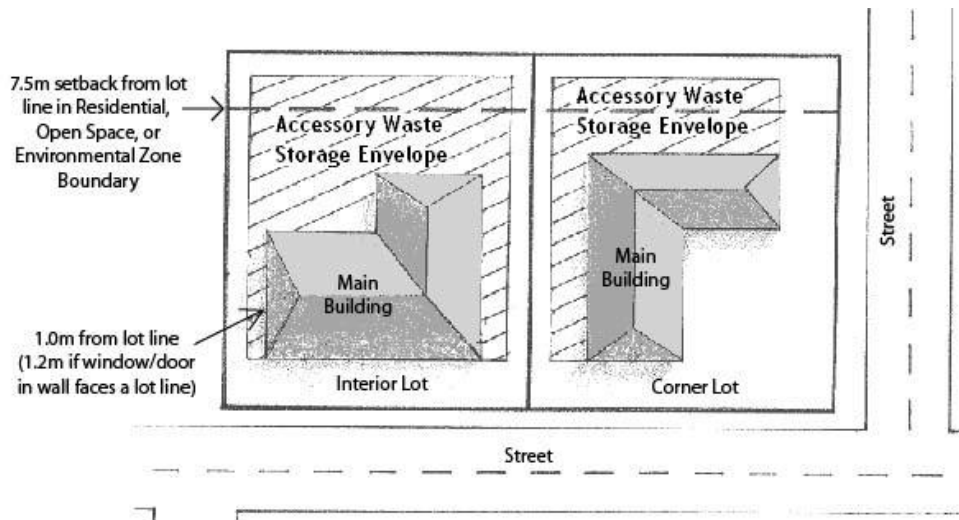 7.5m setback from lot
line in Residential,
Open Space, or
Environmental Zone
Boundary
Accessory Waste
Storage Envelope
Accessory Waste
Storage Envelope
Main
Building
Main
Building
1.0m from lot line
(1.2m if window/door
in wall faces a lot line)
Interior Lot
Corner Lot
Street
Street